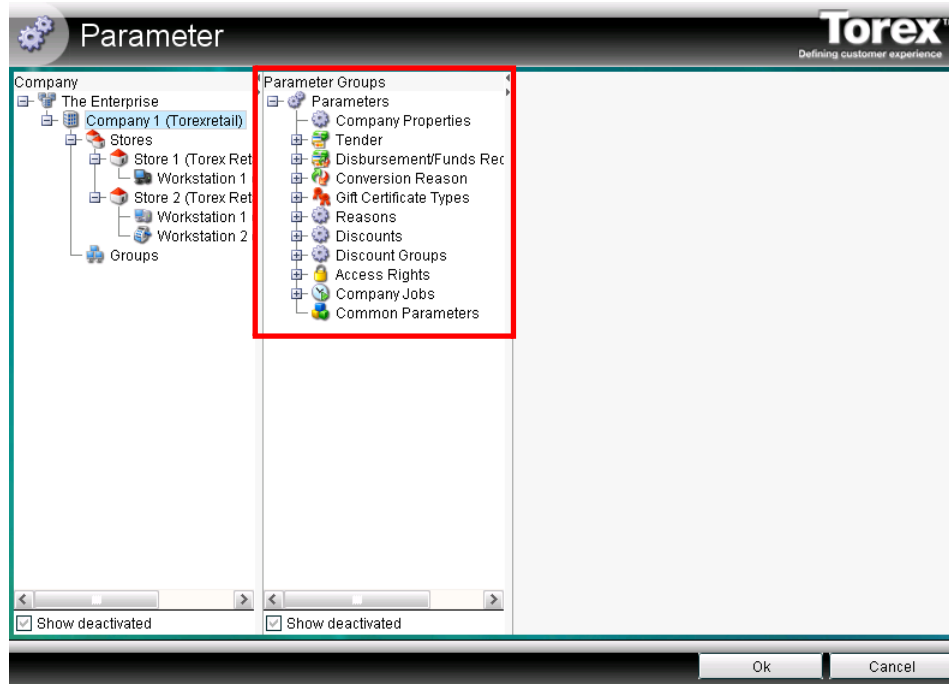 Parameter
Torex™
Defining customer experience
Company
The Enterprise
Company 1 (Torexretail)
Stores
Store 1 (Torex Ret
Workstation 1
Store 2 (Torex Ret
Workstation 1
Workstation 2
Groups
Show deactivated
Parameter Groups
Parameters
Company Properties
Tender
Disbursement/Funds Rec
Conversion Reason
Gift Certificate Types
Reasons
Discounts
Discount Groups
Access Rights
Company Jobs
Common Parameters
Show deactivated
Ok
Cancel